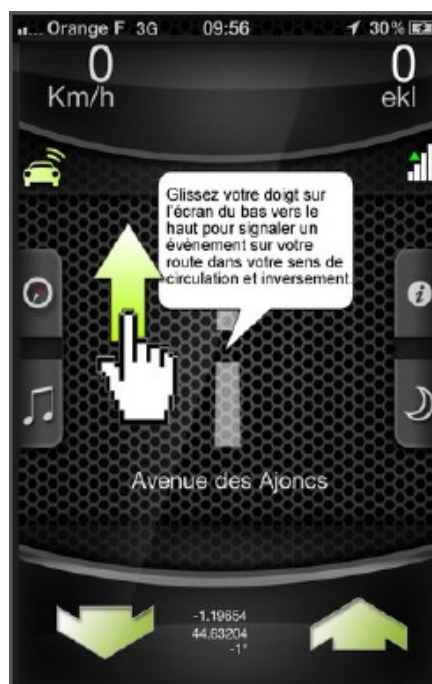 ... Orange F 3G 09:56 30%
0 0
Km/h ekl
Glissez votre doigt sur
l'écran du bas vers le
haut pour signaler un
évènement sur votre
route dans votre sens de
circulation et inversement.
Avenue des Ajoncs
-1.19654
44.63204
-1°